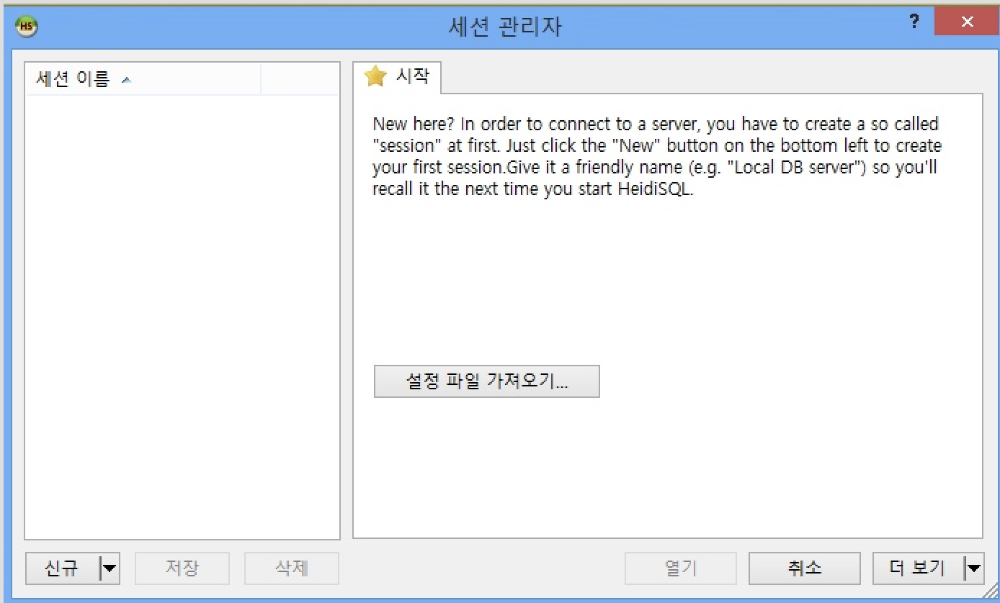 HS
세션 관리자
?
세션 이름
시작
New here? In order to connect to a server, you have to create a so called
"session" at first. Just click the "New" button on the bottom left to create
your first session.Give it a friendly name (e.g. "Local DB server") so you'll
recall it the next time you start HeidiSQL.
설정 파일 가져오기...
신규 저장 삭제 열기 취소 더 보기